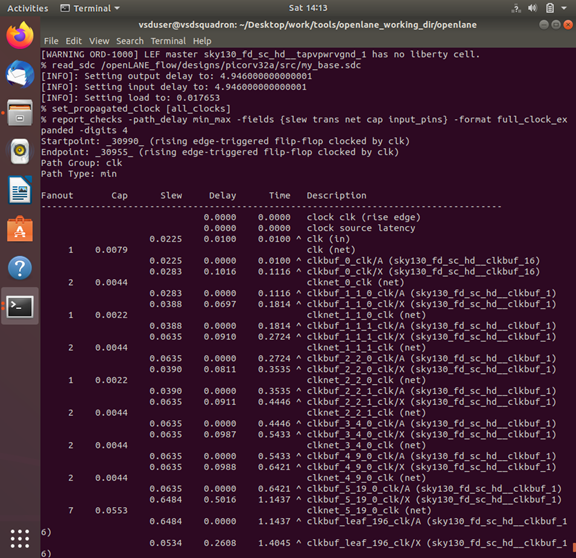 Activities Terminal Sat 14:13
vsduser@vsdsquadron: ~/Desktop/work/tools/openlane_working_dir/openlane
File Edit View Search Terminal Help
[WARNING ORD-1000] LEF master sky130_fd_sc_hd__tapvpwrvgnd_1 has no liberty cell.
% read_sdc /openLANE_flow/designs/picorv32a/src/my_base.sdc
[INFO]: Setting output delay to: 4.946000000000001
[INFO]: Setting input delay to: 4.946000000000001
[INFO]: Setting load to: 0.017653
% set_propagated_clock [all_clocks]
% report_checks -path_delay min_max -fields {slew trans net cap input_pins} -format full_clock_ex
panded -digits 4
Startpoint: _30990_ (rising edge-triggered flip-flop clocked by clk)
Endpoint: _30955_ (rising edge-triggered flip-flop clocked by clk)
Path Group: clk
Path Type: min
Fanout Cap Slew Delay Time Description
-----------------------------------------------------------------------------
0.0000 0.0000 clock clk (rise edge)
0.0000 0.0000 clock source latency
0.0225 0.0100 0.0100 ^ clk (in)
1 0.0079 clk (net)
0.0225 0.0000 0.0100 ^ clkbuf_0_clk/A (sky130_fd_sc_hd__clkbuf_16)
0.0283 0.1016 0.1116 ^ clkbuf_0_clk/X (sky130_fd_sc_hd__clkbuf_16)
2 0.0044 clknet_0_clk (net)
0.0283 0.0000 0.1116 ^ clkbuf_1_1_0_clk/A (sky130_fd_sc_hd__clkbuf_1)
0.0388 0.0697 0.1814 ^ clkbuf_1_1_0_clk/X (sky130_fd_sc_hd__clkbuf_1)
1 0.0022 clknet_1_1_0_clk (net)
0.0388 0.0000 0.1814 ^ clkbuf_1_1_1_clk/A (sky130_fd_sc_hd__clkbuf_1)
0.0635 0.0910 0.2724 ^ clkbuf_1_1_1_clk/X (sky130_fd_sc_hd__clkbuf_1)
2 0.0044 clknet_1_1_1_clk (net)
0.0635 0.0000 0.2724 ^ clkbuf_2_2_0_clk/A (sky130_fd_sc_hd__clkbuf_1)
0.0390 0.0811 0.3535 ^ clkbuf_2_2_0_clk/X (sky130_fd_sc_hd__clkbuf_1)
1 0.0022 clknet_2_2_0_clk (net)
0.0390 0.0000 0.3535 ^ clkbuf_2_2_1_clk/A (sky130_fd_sc_hd__clkbuf_1)
0.0635 0.0911 0.4446 ^ clkbuf_2_2_1_clk/X (sky130_fd_sc_hd__clkbuf_1)
2 0.0044 clknet_2_2_1_clk (net)
0.0635 0.0000 0.4446 ^ clkbuf_3_4_0_clk/A (sky130_fd_sc_hd__clkbuf_1)
0.0635 0.0987 0.5433 ^ clkbuf_3_4_0_clk/X (sky130_fd_sc_hd__clkbuf_1)
2 0.0044 clknet_3_4_0_clk (net)
0.0635 0.0000 0.5433 ^ clkbuf_4_9_0_clk/A (sky130_fd_sc_hd__clkbuf_1)
0.0635 0.0988 0.6421 ^ clkbuf_4_9_0_clk/X (sky130_fd_sc_hd__clkbuf_1)
2 0.0044 clknet_4_9_0_clk (net)
0.0635 0.0000 0.6421 ^ clkbuf_5_19_0_clk/A (sky130_fd_sc_hd__clkbuf_1)
0.6484 0.5016 1.1437 ^ clkbuf_5_19_0_clk/X (sky130_fd_sc_hd__clkbuf_1)
7 0.0553 clknet_5_19_0_clk (net)
0.6484 0.0000 1.1437 ^ clkbuf_leaf_196_clk/A (sky130_fd_sc_hd__clkbuf_1
6)
0.0534 0.2608 1.4045 ^ clkbuf_leaf_196_clk/X (sky130_fd_sc_hd__clkbuf_1
6)